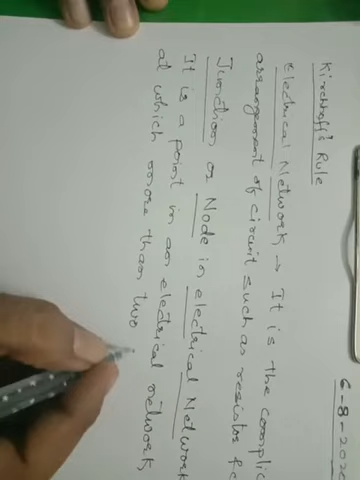 6-8-202
Kirchhoff's Rule
Electrical Network → It is the complic
arrangement of circuit such as resistor &c
Junction or Node in electrical Network
It is a point in an electrical network
at which more than two